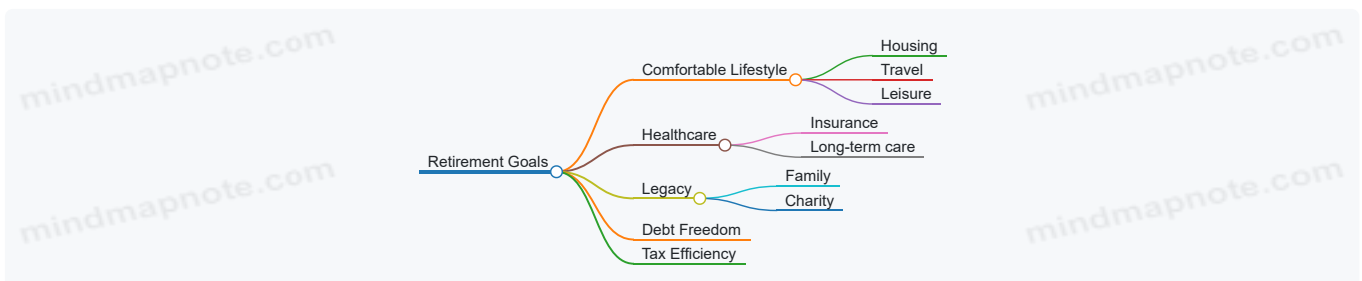 mindmapnote.com
mindmapnote.com
Retirement Goals
Comfortable Lifestyle
Housing
Travel
Leisure
Healthcare
Insurance
Long-term care
Legacy
Family
Charity
Debt Freedom
Tax Efficiency
mindmapnote.com
mindmapnote.com